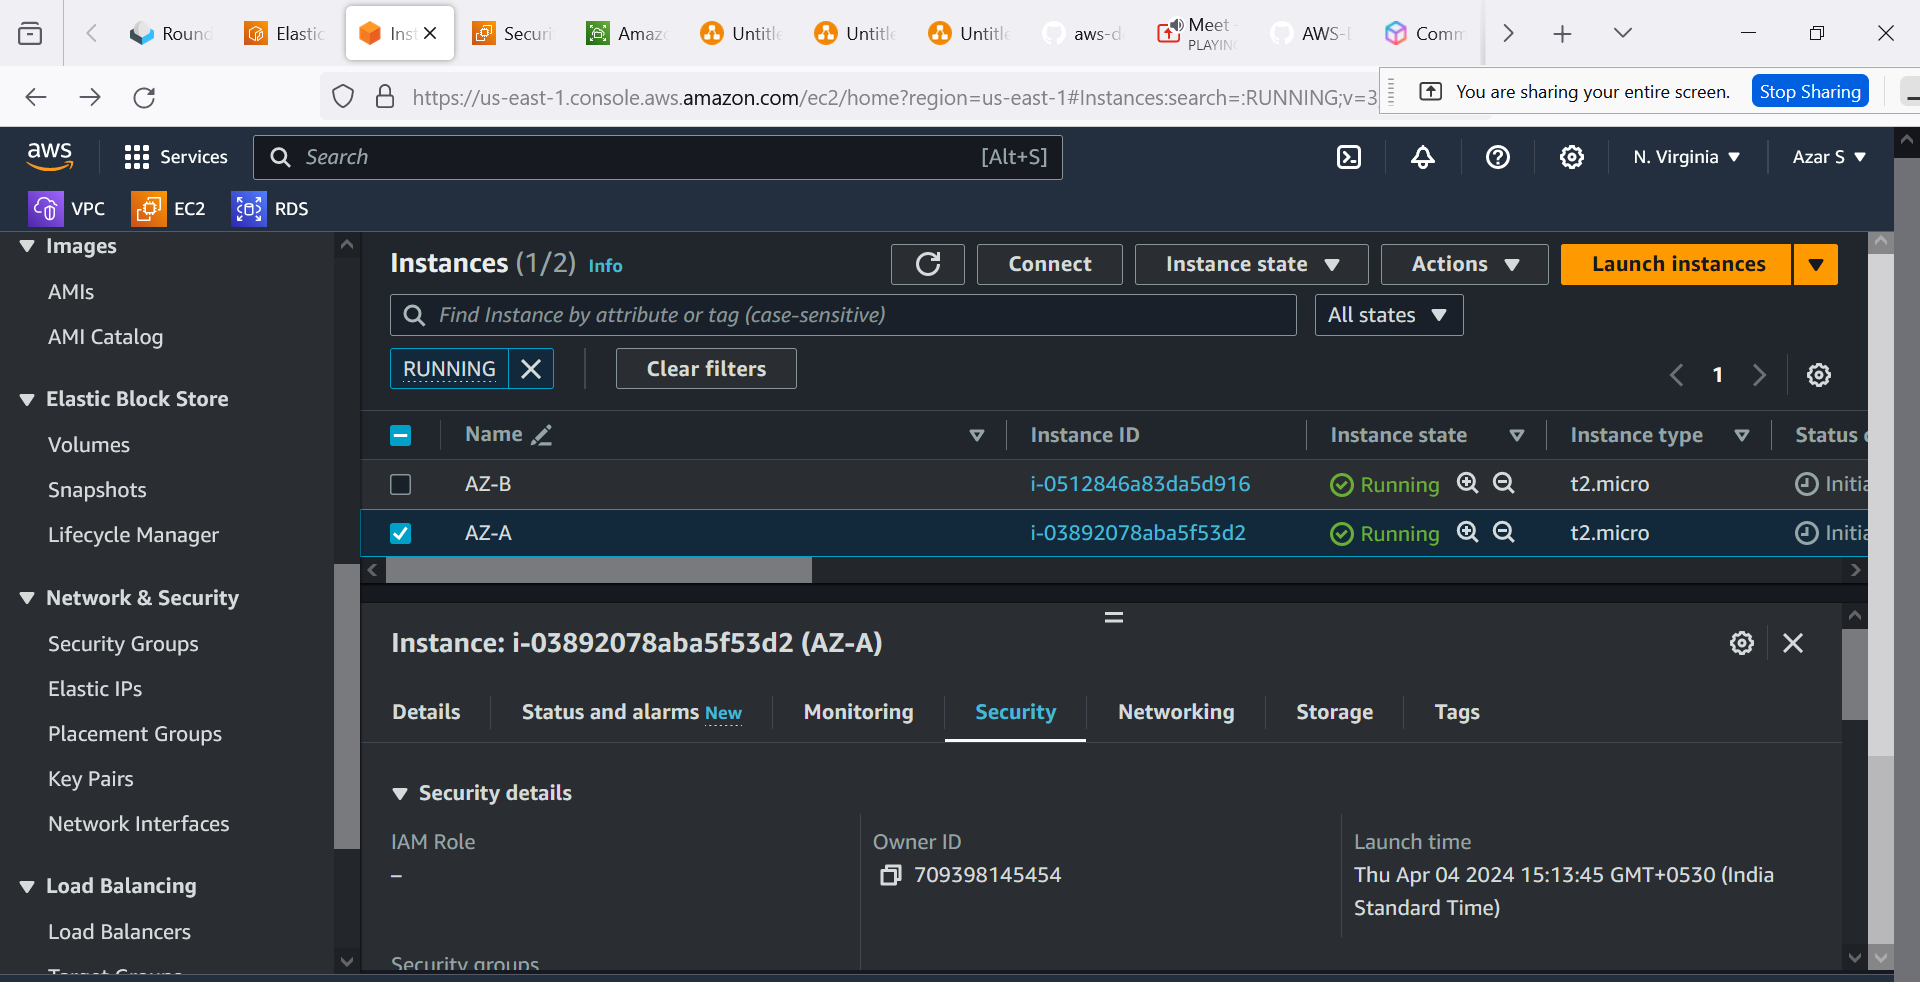 Round
Elastic
Inst
Securi
Amaz
Untitle
Untitle
Untitle
aws-d
Meet
PLAYING
AWS-
Comm
https://us-east-1.console.aws.amazon.com/ec2/home?region=us-east-1#Instances:search=:RUNNING;v=3
You are sharing your entire screen.
Stop Sharing
aws
Services
Search
[Alt+S]
N. Virginia
Azar S
VPC
EC2
RDS
Images
AMIs
AMI Catalog
Elastic Block Store
Volumes
Snapshots
Lifecycle Manager
Network & Security
Security Groups
Elastic IPs
Placement Groups
Key Pairs
Network Interfaces
Load Balancing
Load Balancers
Target Groups
Instances (1/2) Info
Connect
Instance state
Actions
Launch instances
Find Instance by attribute or tag (case-sensitive)
All states
RUNNING
Clear filters
1
Name
Instance ID
Instance state
Instance type
Status
AZ-B
i-0512846a83da5d916
Running
t2.micro
Initia
AZ-A
i-03892078aba5f53d2
Running
t2.micro
Initia
Instance: i-03892078aba5f53d2 (AZ-A)
Details
Status and alarms New
Monitoring
Security
Networking
Storage
Tags
Security details
IAM Role
–
Owner ID
709398145454
Launch time
Thu Apr 04 2024 15:13:45 GMT+0530 (India
Standard Time)
Security groups